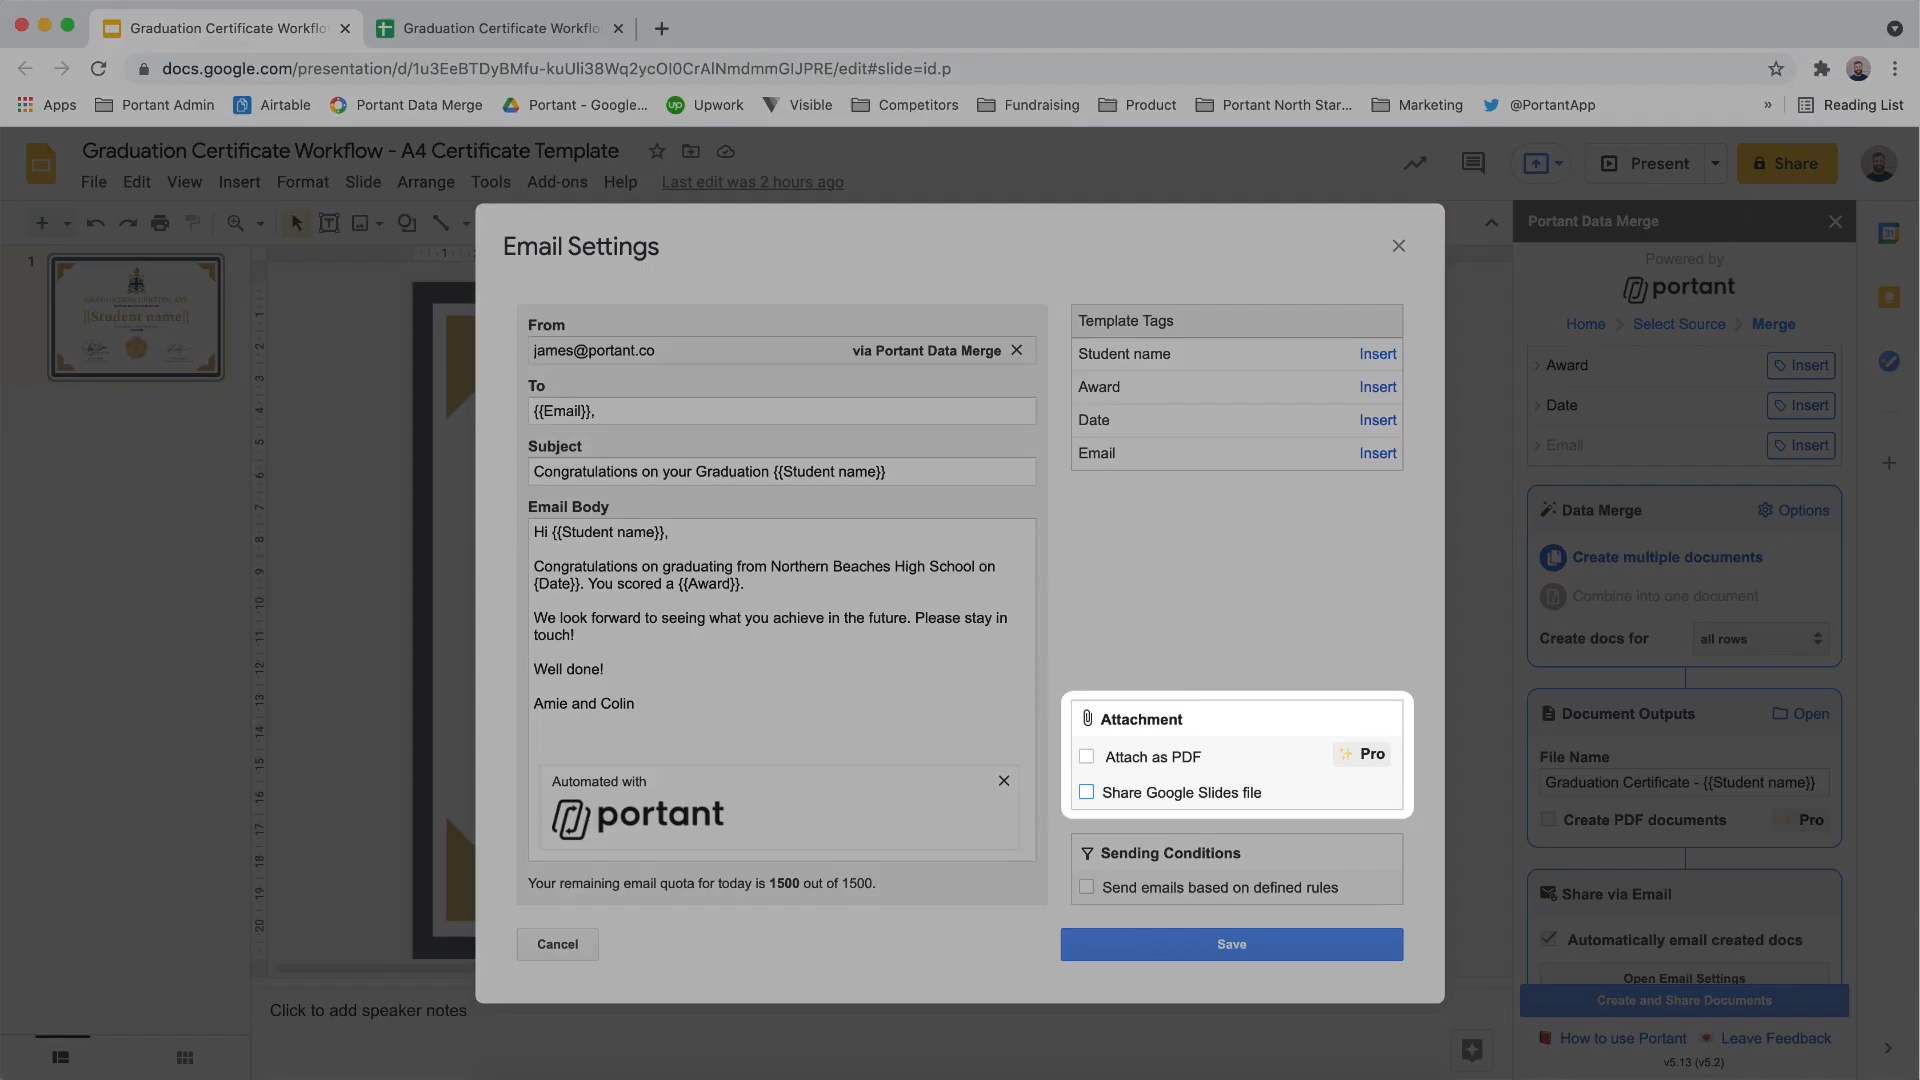 Graduation Certificate Workflo
Graduation Certificate Workflo
docs.google.com/presentation/d/1u3EeBTDyBMfu-kuUli38Wq2ycOI0CrAlNmdmmGIJPRE/edit#slide=id.p
Apps
Portant Admin
Airtable
Portant Data Merge
Portant - Google...
Upwork
Visible
Competitors
Fundraising
Product
Portant North Star...
Marketing
@PortantApp
»
Reading List
Graduation Certificate Workflow - A4 Certificate Template
File Edit View Insert Format Slide Arrange Tools Add-ons Help Last edit was 2 hours ago
Present
Share
1
GRADUATION CERTIFICATE
{{Student name}}
Email Settings
From
james@portant.co via Portant Data Merge
To
{{Email}},
Subject
Congratulations on your Graduation {{Student name}}
Email Body
Hi {{Student name}},
Congratulations on graduating from Northern Beaches High School on
{Date}}. You scored a {{Award}}.
We look forward to seeing what you achieve in the future. Please stay in
touch!
Well done!
Amie and Colin
Automated with
portant
Your remaining email quota for today is 1500 out of 1500.
Cancel
Template Tags
Student name Insert
Award Insert
Date Insert
Email Insert
Attachment
Attach as PDF Pro
Share Google Slides file
Sending Conditions
Send emails based on defined rules
Save
Portant Data Merge
Powered by
portant
Home > Select Source > Merge
Award Insert
Date Insert
Email Insert
Data Merge Options
Create multiple documents
Combine into one document
Create docs for all rows
Document Outputs Open
File Name
Graduation Certificate - {{Student name}}
Create PDF documents Pro
Share via Email
Automatically email created docs
Open Email Settings
Create and Share Documents
How to use Portant Leave Feedback
v5.13 (v5.2)
Click to add speaker notes